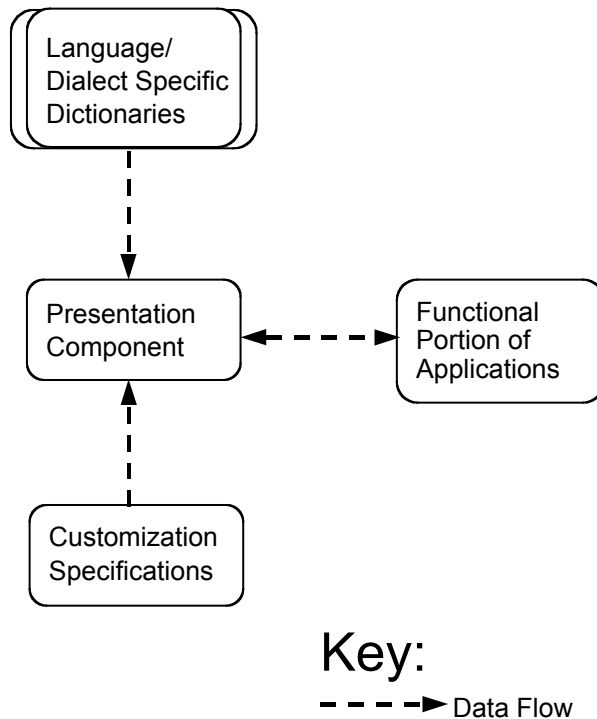 Language/
Dialect Specific
Dictionaries
Presentation
Component
Functional
Portion of
Applications
Customization
Specifications
Key:
Data Flow